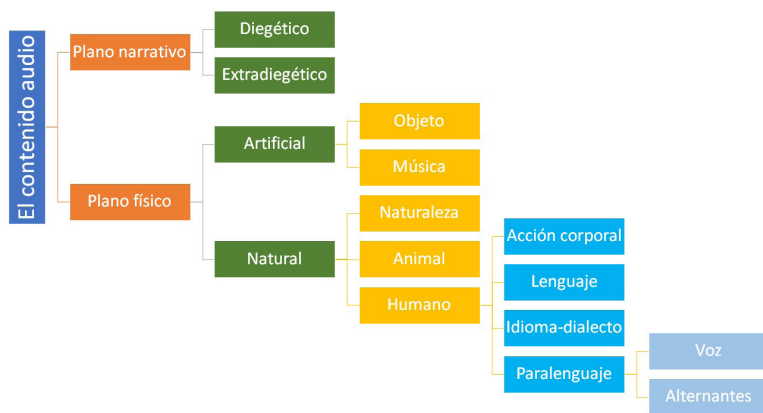 El contenido audio
Plano narrativo
Diegético
Extradiegético
Plano físico
Artificial
Objeto
Música
Natural
Naturaleza
Animal
Humano
Acción corporal
Lenguaje
Idioma-dialecto
Paralenguaje
Voz
Alternantes